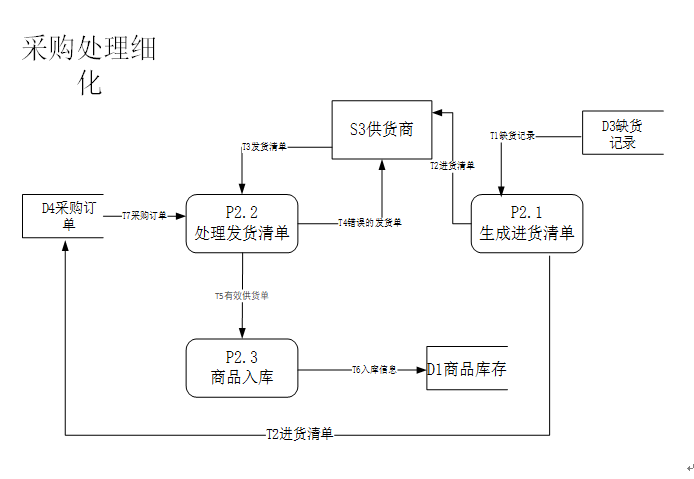 采购处理细
化
S3供货商
D3缺货
记录
T1缺货记录
T3发货清单
T2进货清单
D4采购订
单
T7采购订单
P2.2
处理发货清单
T4错误的发货单
P2.1
生成进货清单
T5有效供货单
P2.3
商品入库
T6入库信息
D1商品库存
T2进货清单